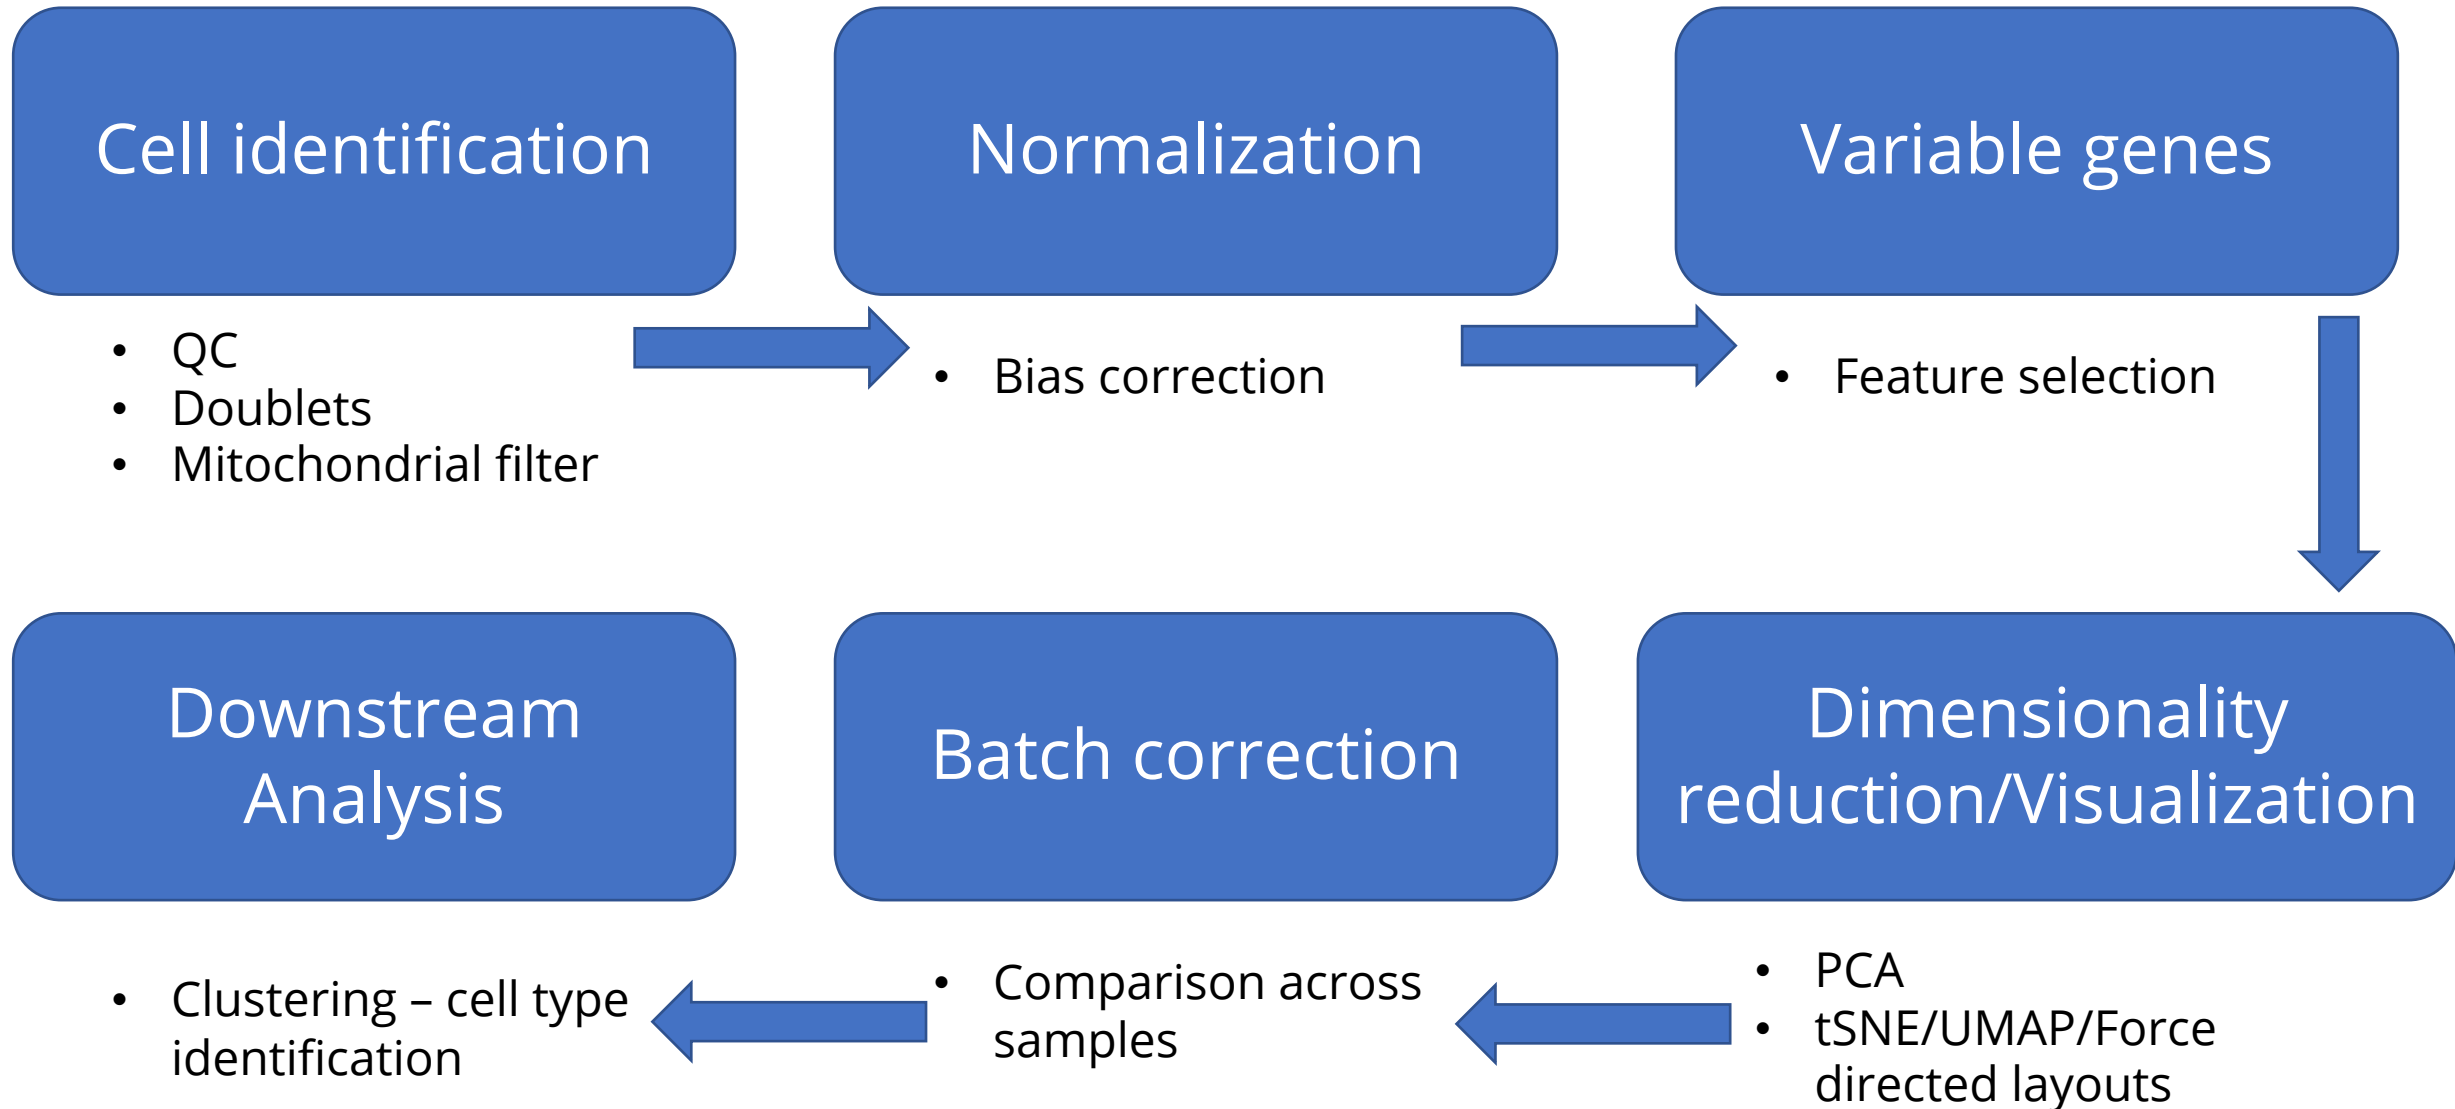 Cell identification
• QC
• Doublets
• Mitochondrial filter
Normalization
• Bias correction
Variable genes
• Feature selection
Dimensionality
reduction/Visualization
• PCA
• tSNE/UMAP/Force
directed layouts
Batch correction
• Comparison across
samples
Downstream
Analysis
• Clustering – cell type
identification